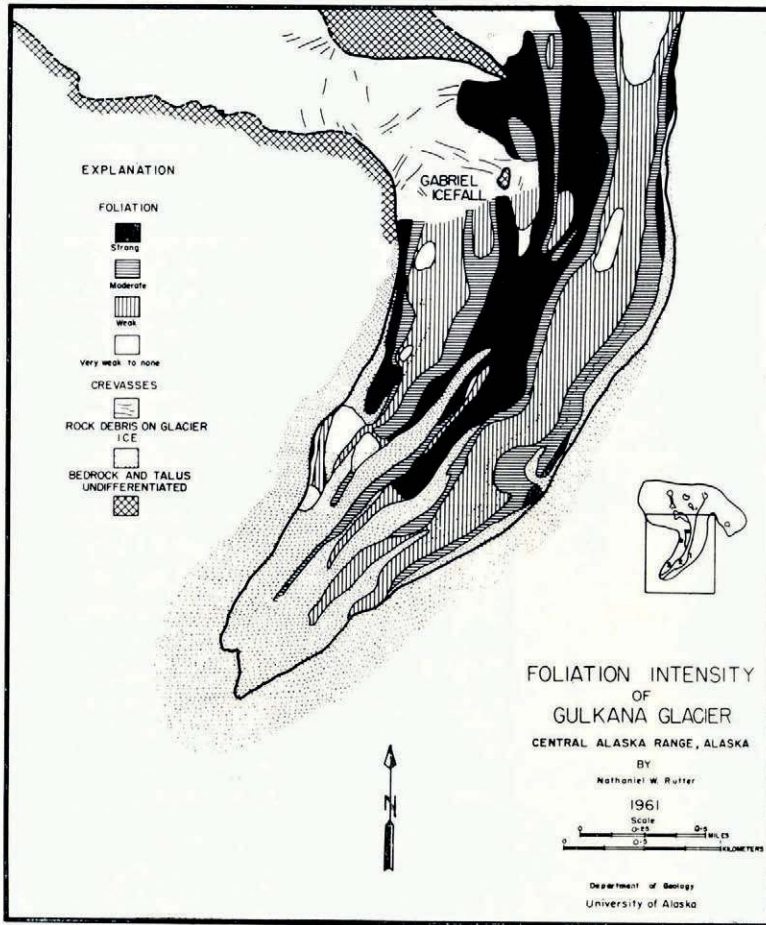 EXPLANATION
FOLIATION
Strong
Moderate
Weak
Very weak to none
CREVASSES
ROCK DEBRIS ON GLACIER
ICE
BEDROCK AND TALUS
UNDIFFERENTIATED
GABRIEL
ICEFALL
FOLIATION INTENSITY
OF
GULKANA GLACIER
CENTRAL ALASKA RANGE, ALASKA
BY
Nathaniel W. Rutter
1961
Scale
0 0·25 0·5 MILES
0 0·5 1 KILOMETERS
Department of Geology
University of Alaska
N